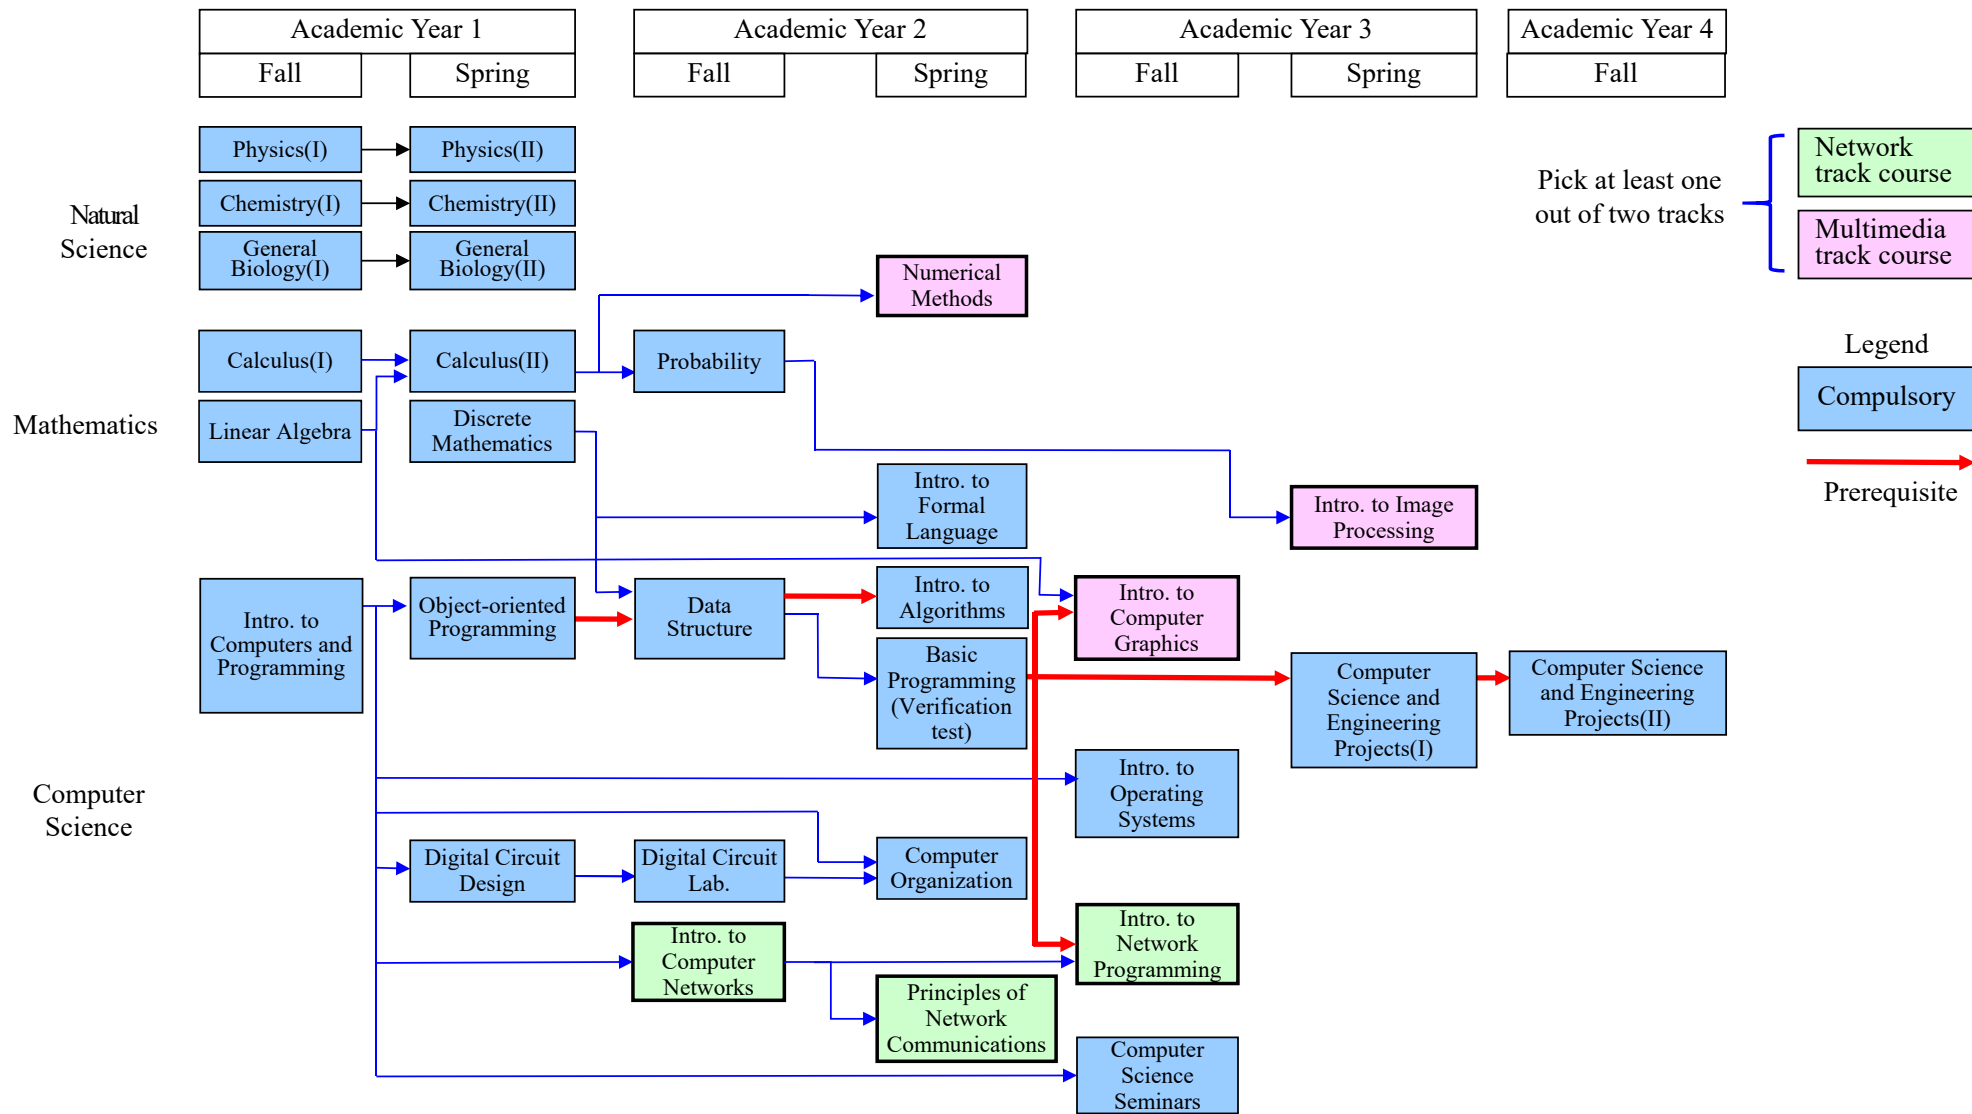 Academic Year 1
Academic Year 2
Academic Year 3
Academic Year 4
Fall
Spring
Fall
Spring
Fall
Spring
Fall
Natural
Science
Physics(I)
Physics(II)
Chemistry(I)
Chemistry(II)
General
Biology(I)
General
Biology(II)
Numerical
Methods
Pick at least one
out of two tracks
Network
track course
Multimedia
track course
Legend
Compulsory
Prerequisite
Mathematics
Calculus(I)
Calculus(II)
Probability
Linear Algebra
Discrete
Mathematics
Intro. to
Formal
Language
Intro. to Image
Processing
Computer
Science
Intro. to
Computers and
Programming
Object-oriented
Programming
Data
Structure
Intro. to
Algorithms
Intro. to
Computer
Graphics
Basic
Programming
(Verification
test)
Computer
Science and
Engineering
Projects(I)
Computer Science
and Engineering
Projects(II)
Intro. to
Operating
Systems
Digital Circuit
Design
Digital Circuit
Lab.
Computer
Organization
Intro. to
Computer
Networks
Intro. to
Network
Programming
Principles of
Network
Communications
Computer
Science
Seminars